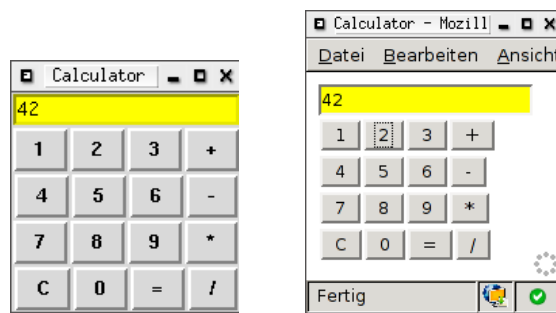 Calculator
42
1 2 3 +
4 5 6 -
7 8 9 *
C 0 = /
Calculator - Mozill
Datei Bearbeiten Ansicht
42
1 2 3 +
4 5 6 -
7 8 9 *
C 0 = /
Fertig